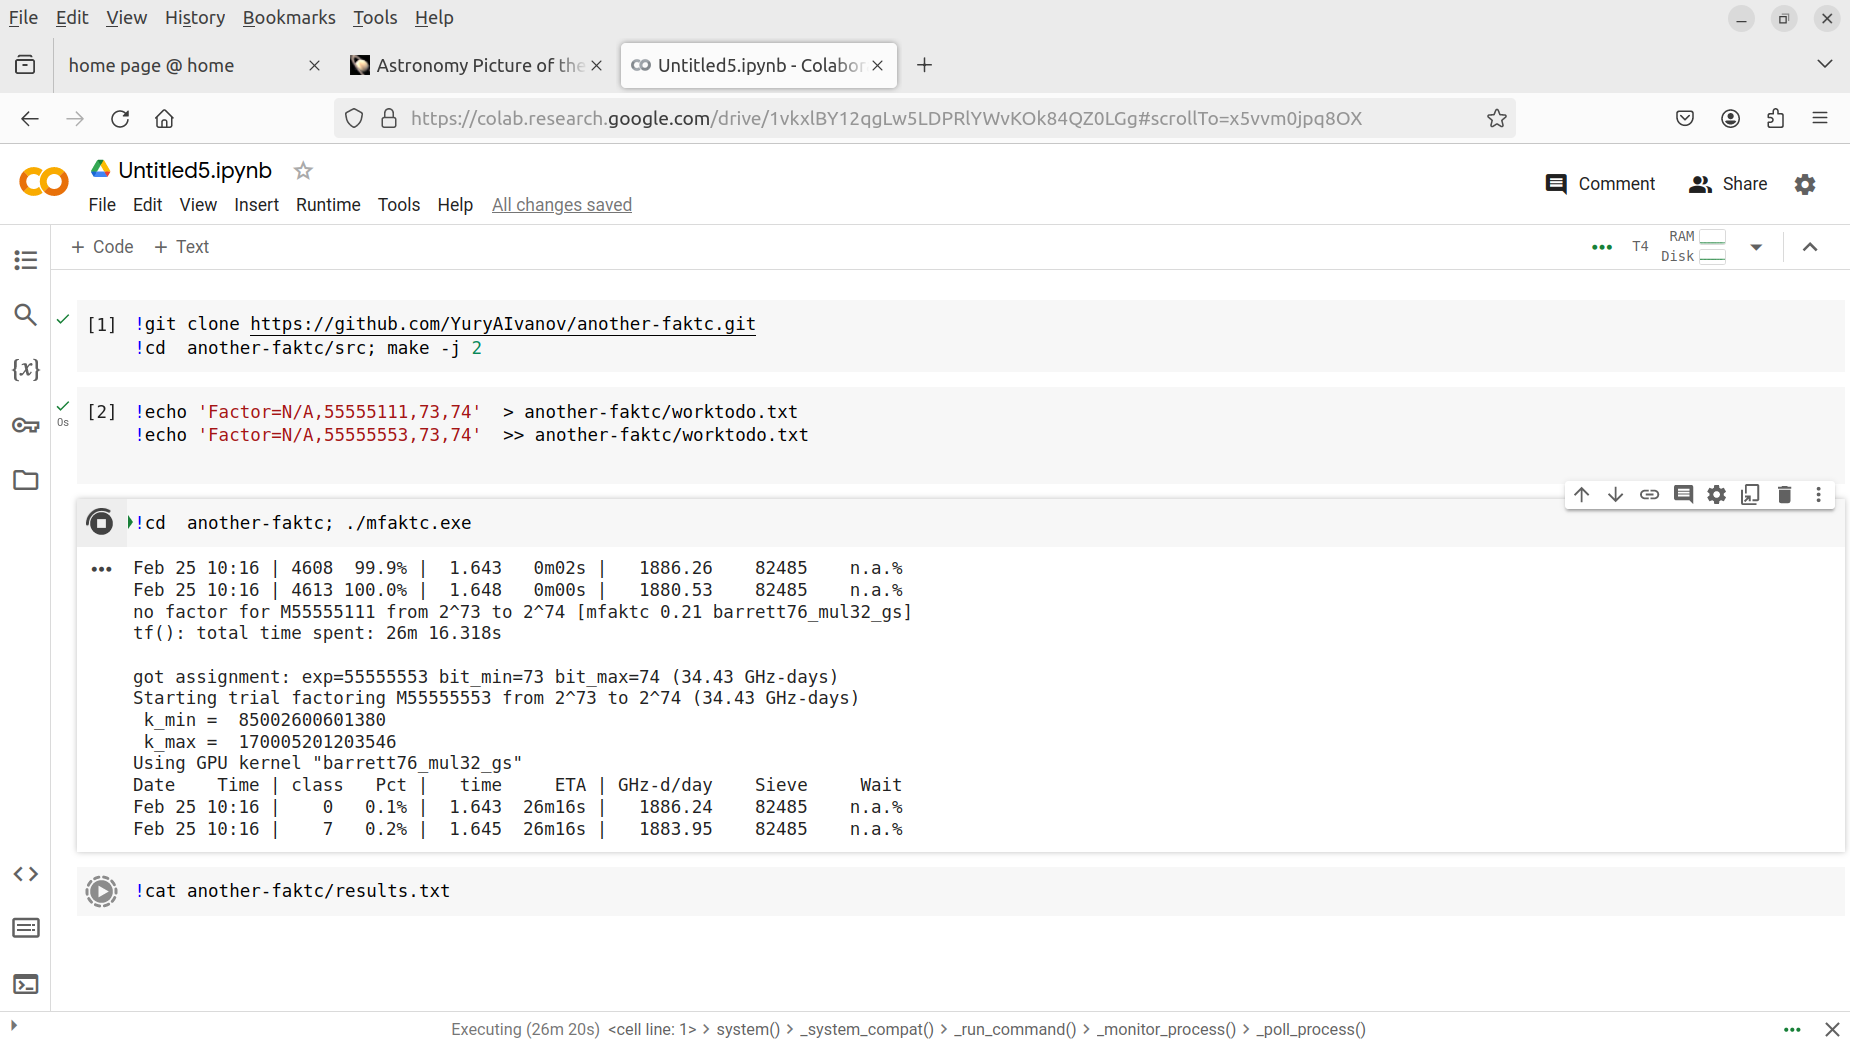 File Edit View History Bookmarks Tools Help
home page @ home
Astronomy Picture of the
Untitled5.ipynb - Colabor
https://colab.research.google.com/drive/1vkxlBY12qgLw5LDPRlYWvKOk84QZ0LGg#scrollTo=x5vvm0jpq8OX
Untitled5.ipynb
Comment Share
File Edit View Insert Runtime Tools Help All changes saved
+ Code + Text
T4 RAM
Disk
[1] !git clone https://github.com/YuryAIvanov/another-faktc.git
!cd  another-faktc/src; make -j 2
[2] !echo 'Factor=N/A,55555111,73,74'  > another-faktc/worktodo.txt
0s
!echo 'Factor=N/A,55555553,73,74'  >> another-faktc/worktodo.txt
{x}
!cd  another-faktc; ./mfaktc.exe
Feb 25 10:16 | 4608  99.9% |  1.643   0m02s |   1886.26    82485    n.a.%
Feb 25 10:16 | 4613 100.0% |  1.648   0m00s |   1880.53    82485    n.a.%
no factor for M55555111 from 2^73 to 2^74 [mfaktc 0.21 barrett76_mul32_gs]
tf(): total time spent: 26m 16.318s
got assignment: exp=55555553 bit_min=73 bit_max=74 (34.43 GHz-days)
Starting trial factoring M55555553 from 2^73 to 2^74 (34.43 GHz-days)
k_min =  85002600601380
k_max =  170005201203546
Using GPU kernel "barrett76_mul32_gs"
Date    Time | class   Pct |   time     ETA | GHz-d/day    Sieve     Wait
Feb 25 10:16 |    0   0.1% |  1.643  26m16s |   1886.24    82485    n.a.%
Feb 25 10:16 |    7   0.2% |  1.645  26m16s |   1883.95    82485    n.a.%
!cat another-faktc/results.txt
Executing (26m 20s) <cell line: 1> > system() > _system_compat() > _run_command() > _monitor_process() > _poll_process()